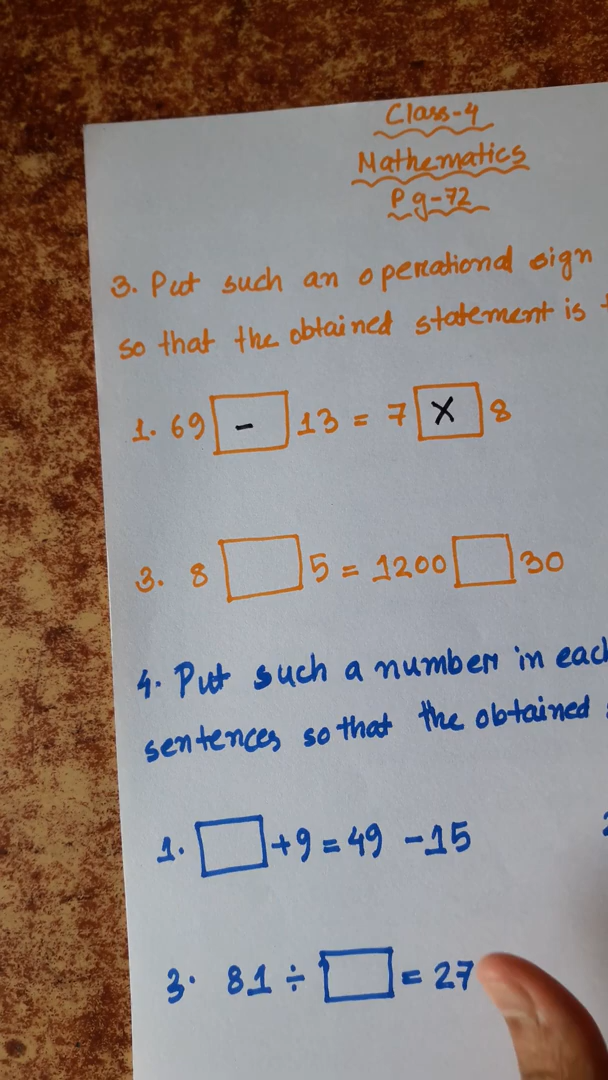 Class-4
Mathematics
Pg-72
3. Put such an operational sign
so that the obtained statement is
1. 69 - 13 = 7 × 8
3. 8 5 = 1200 30
4. Put such a number in each
sentences so that the obtained
1. +9 = 49 -15
3. 81 ÷ = 27